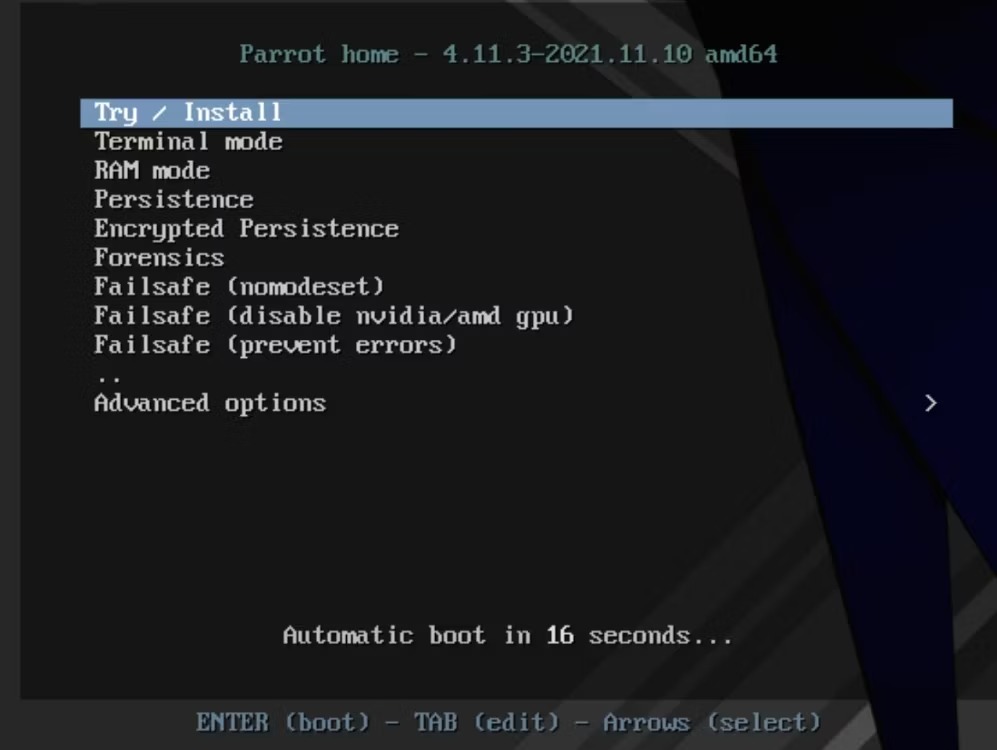 Parrot home - 4.11.3-2021.11.10 amd64
Try / Install
Terminal mode
RAM mode
Persistence
Encrypted Persistence
Forensics
Failsafe (nomodeset)
Failsafe (disable nvidia/amd gpu)
Failsafe (prevent errors)
..
Advanced options >
Automatic boot in 16 seconds...
ENTER (boot) - TAB (edit) - Arrows (select)